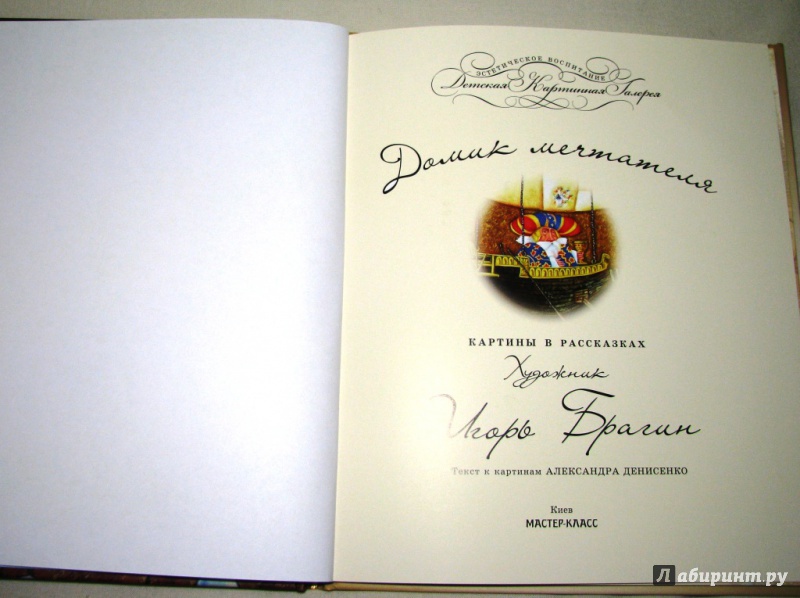 ЭСТЕТИЧЕСКОЕ ВОСПИТАНИЕ
Детская Картинная Галерея
Домик мечтателя
КАРТИНЫ В РАССКАЗАХ
Художник
Игорь Брагин
Текст к картинам АЛЕКСАНДРА ДЕНИСЕНКО
Киев
МАСТЕР-КЛАСС
Лабиринт.ру